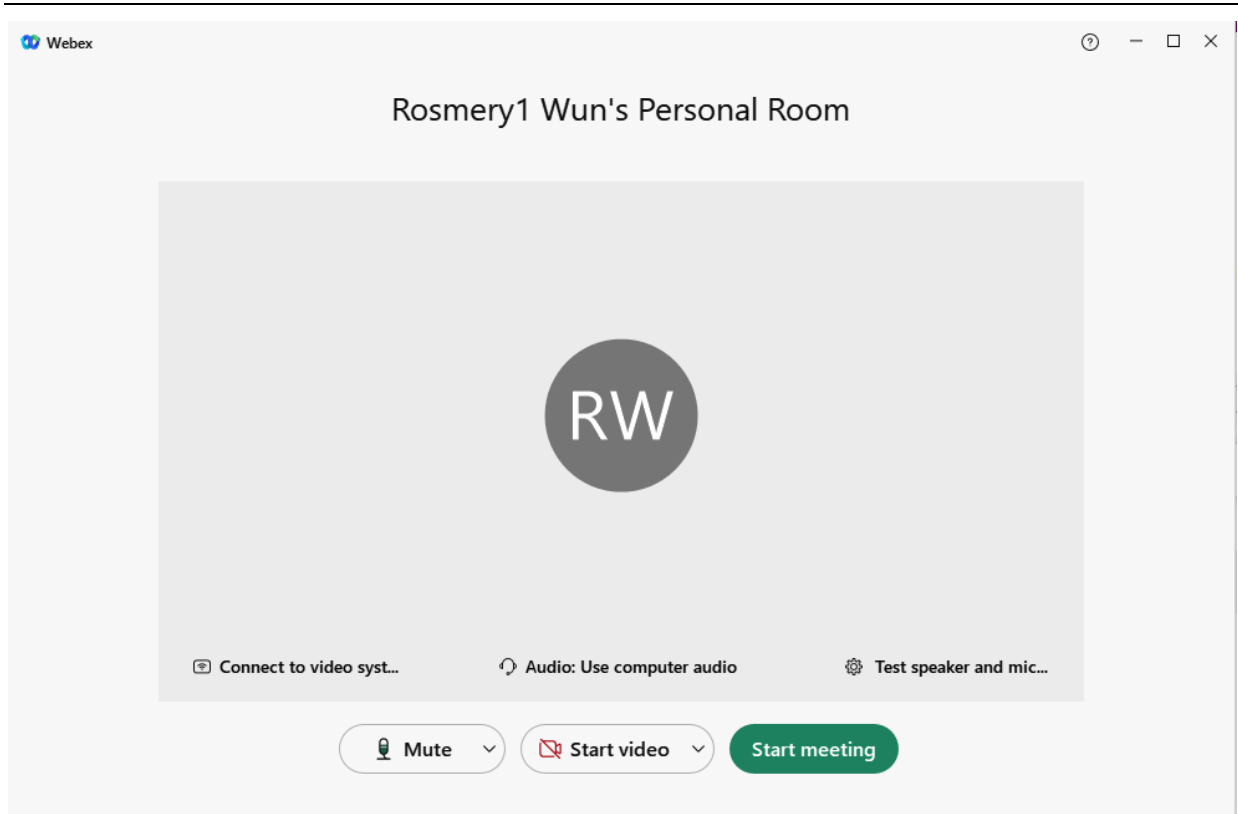 Webex
Rosmery1 Wun's Personal Room
RW
Connect to video syst... Audio: Use computer audio Test speaker and mic...
Mute Start video Start meeting